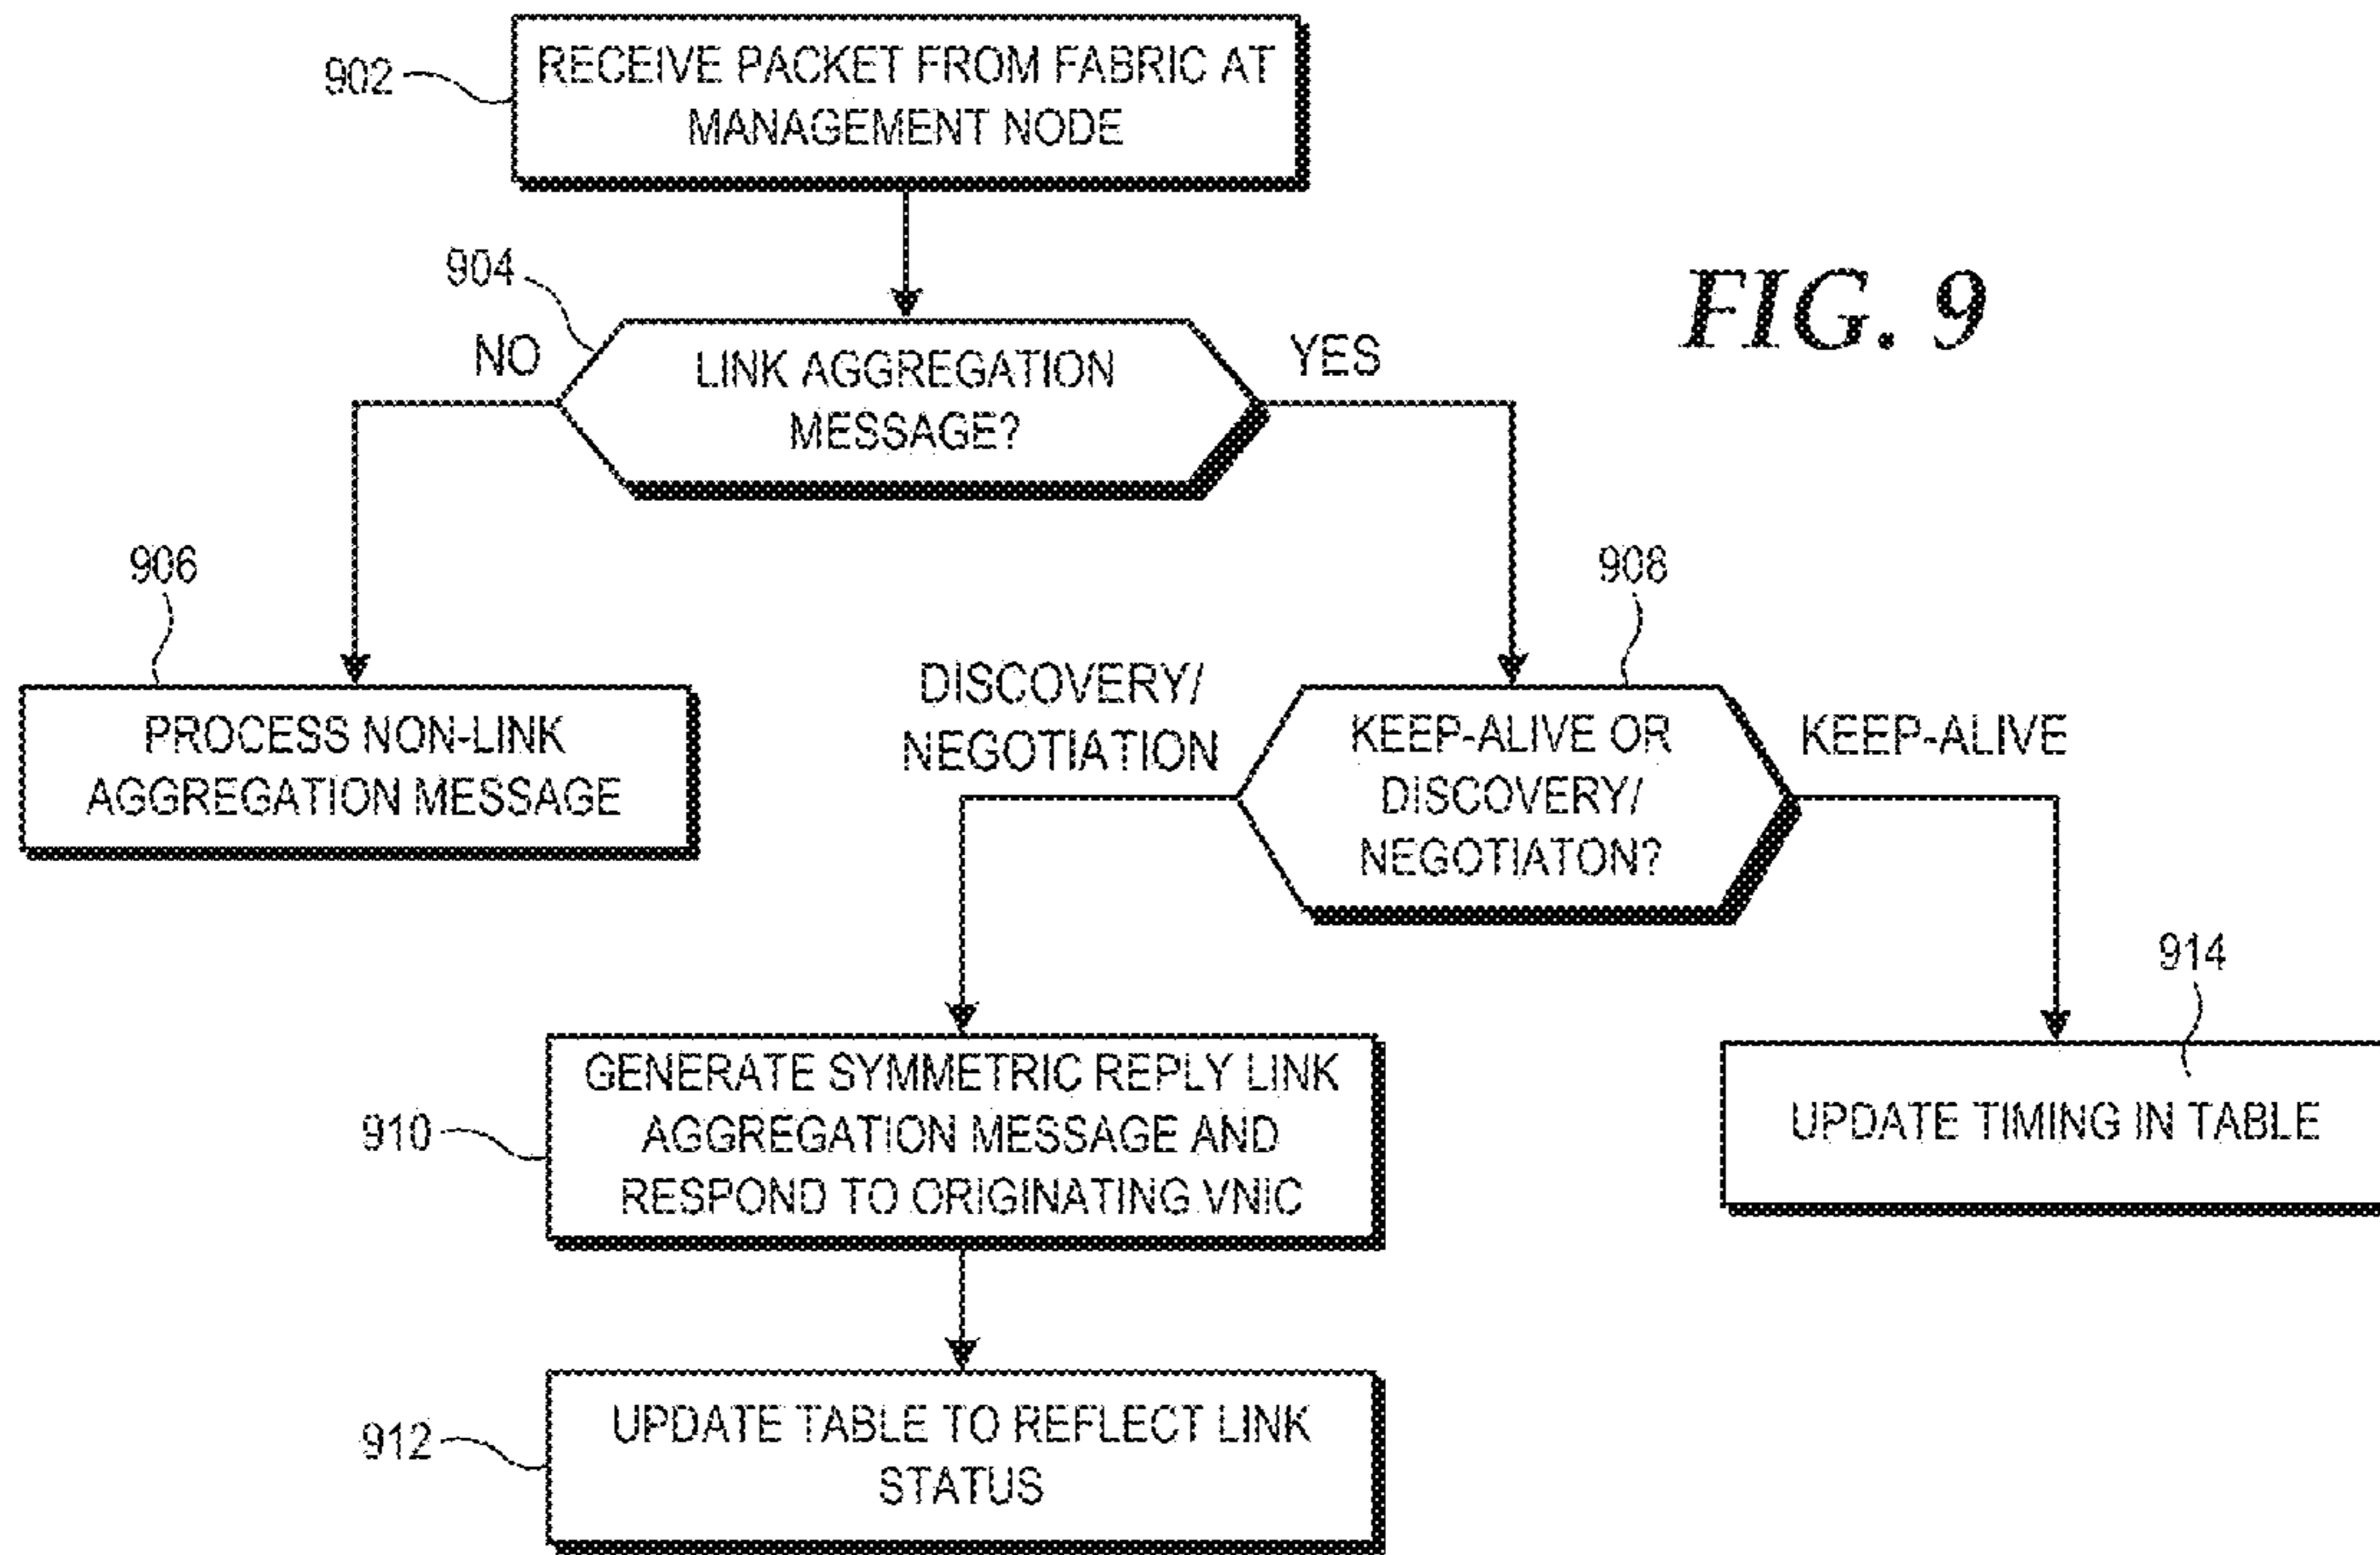 902
RECEIVE PACKET FROM FABRIC AT
MANAGEMENT NODE
904
FIG. 9
NO
LINK AGGREGATION
MESSAGE?
YES
906
908
PROCESS NON-LINK
AGGREGATION MESSAGE
DISCOVERY/
NEGOTIATION
KEEP-ALIVE OR
DISCOVERY/
NEGOTIATON?
KEEP-ALIVE
914
910
GENERATE SYMMETRIC REPLY LINK
AGGREGATION MESSAGE AND
RESPOND TO ORIGINATING VNIC
UPDATE TIMING IN TABLE
912
UPDATE TABLE TO REFLECT LINK
STATUS